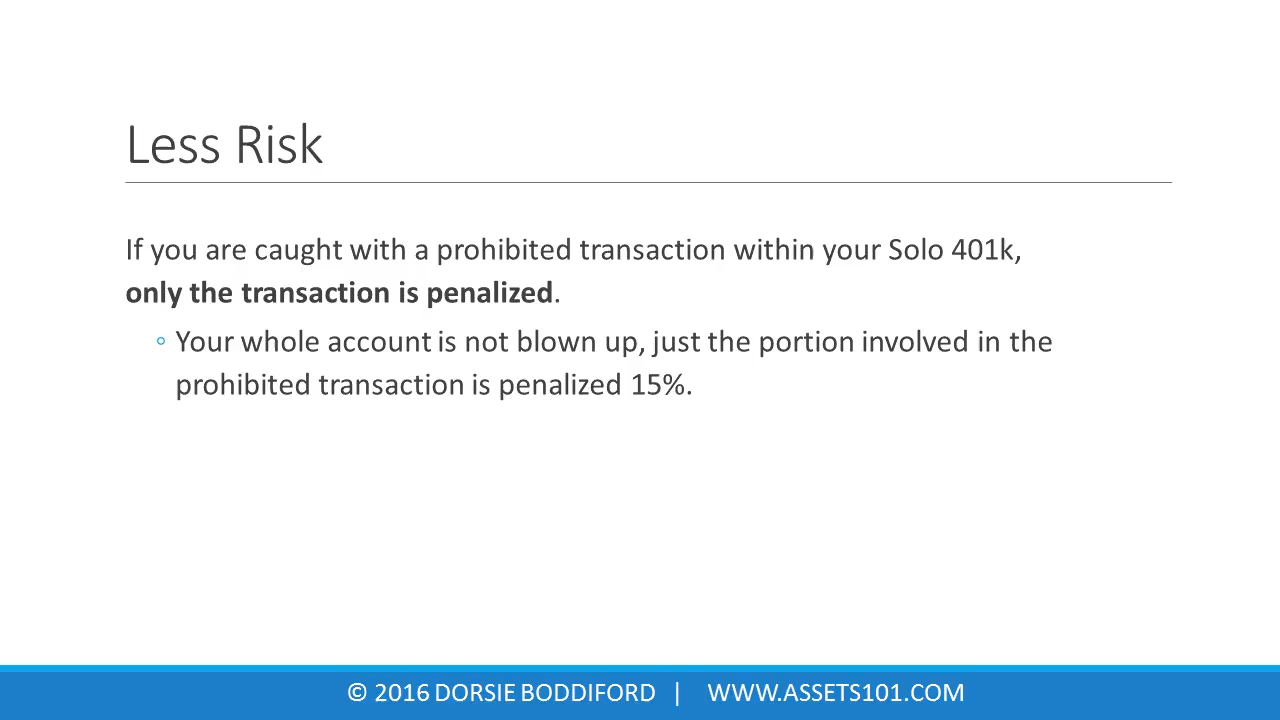 Less Risk
If you are caught with a prohibited transaction within your Solo 401k,
only the transaction is penalized.
◦ Your whole account is not blown up, just the portion involved in the
prohibited transaction is penalized 15%.
© 2016 DORSIE BODDIFORD | WWW.ASSETS101.COM